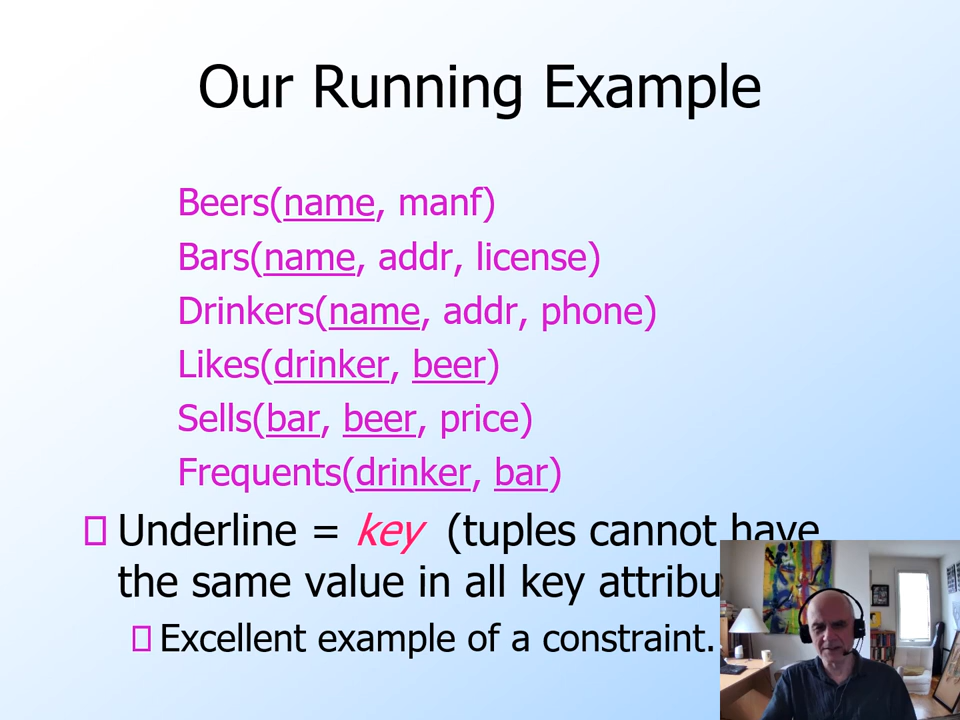 Our Running Example
Beers(name, manf)
Bars(name, addr, license)
Drinkers(name, addr, phone)
Likes(drinker, beer)
Sells(bar, beer, price)
Frequents(drinker, bar)
Underline = key (tuples cannot have
the same value in all key
Excellent example of a constraint.